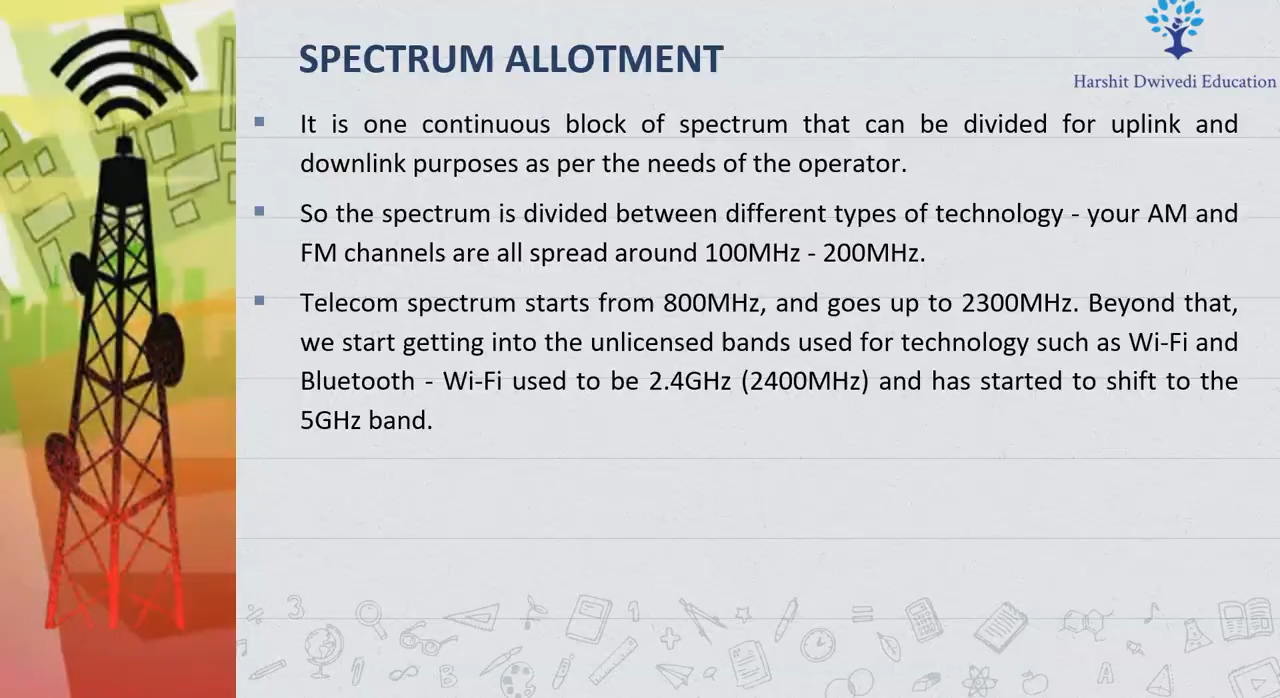 SPECTRUM ALLOTMENT
Harshit Dwivedi Education
It is one continuous block of spectrum that can be divided for uplink and
downlink purposes as per the needs of the operator.
So the spectrum is divided between different types of technology - your AM and
FM channels are all spread around 100MHz - 200MHz.
Telecom spectrum starts from 800MHz, and goes up to 2300MHz. Beyond that,
we start getting into the unlicensed bands used for technology such as Wi-Fi and
Bluetooth - Wi-Fi used to be 2.4GHz (2400MHz) and has started to shift to the
5GHz band.